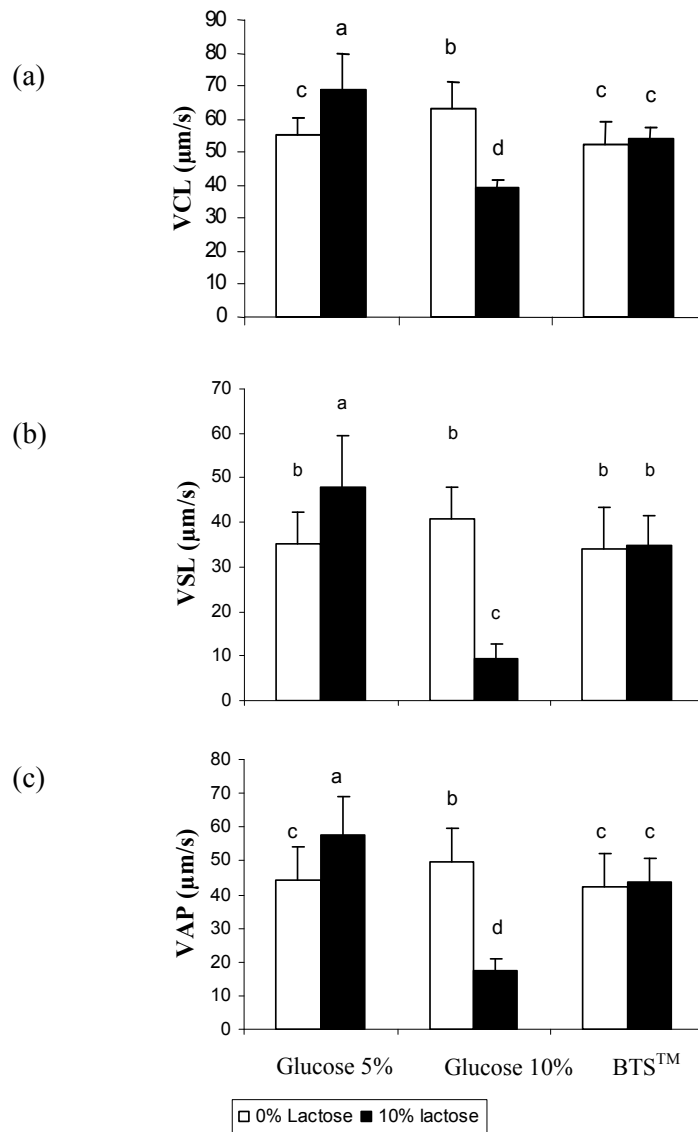 (a)
VCL (µm/s)
90
80
70
60
50
40
30
20
10
0
c
a
b
d
c
c
(b)
VSL (µm/s)
70
60
50
40
30
20
10
0
b
a
b
c
b
b
(c)
VAP (µm/s)
80
70
60
50
40
30
20
10
0
c
a
b
d
c
c
Glucose 5% Glucose 10% BTS™
0% Lactose 10% lactose